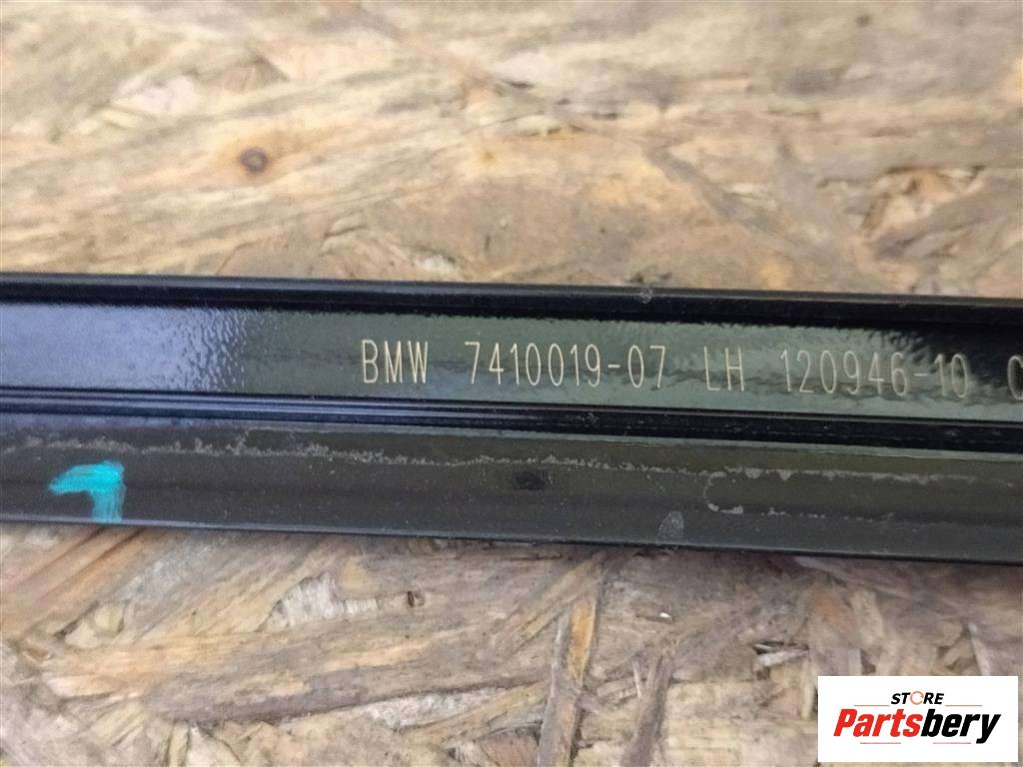 BMW 7410019-07 LH 120946-10 C
STORE
Partsbery